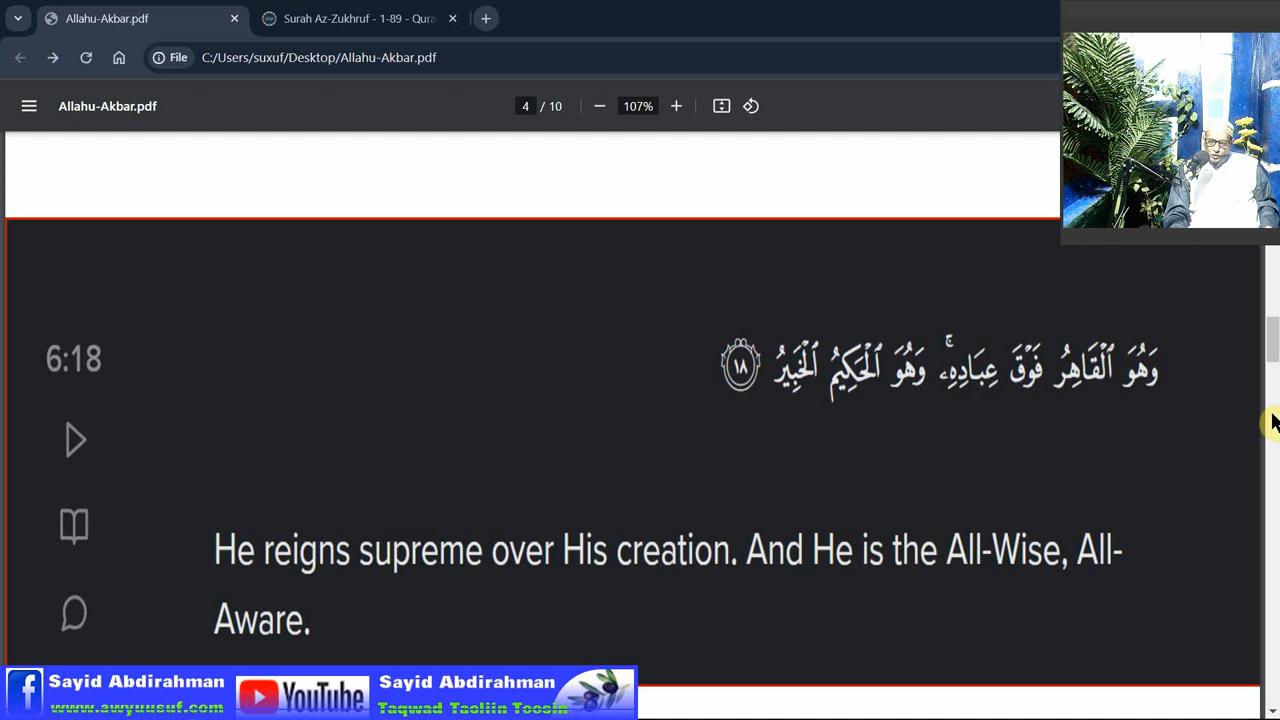 Allahu-Akbar.pdf
Surah Az-Zukhruf - 1-89 - Qura
File
C:/Users/suxuf/Desktop/Allahu-Akbar.pdf
Allahu-Akbar.pdf
4 / 10
107%
6:18
وَهُوَ ٱلْقَاهِرُ فَوْقَ عِبَادِهِۦ ۚ وَهُوَ ٱلْحَكِيمُ ٱلْخَبِيرُ ١٨
He reigns supreme over His creation. And He is the All-Wise, All-
Aware.
Sayid Abdirahman
www.awyuusuf.com
YouTube
Sayid Abdirahman
Taqwad Taoliin Toosin